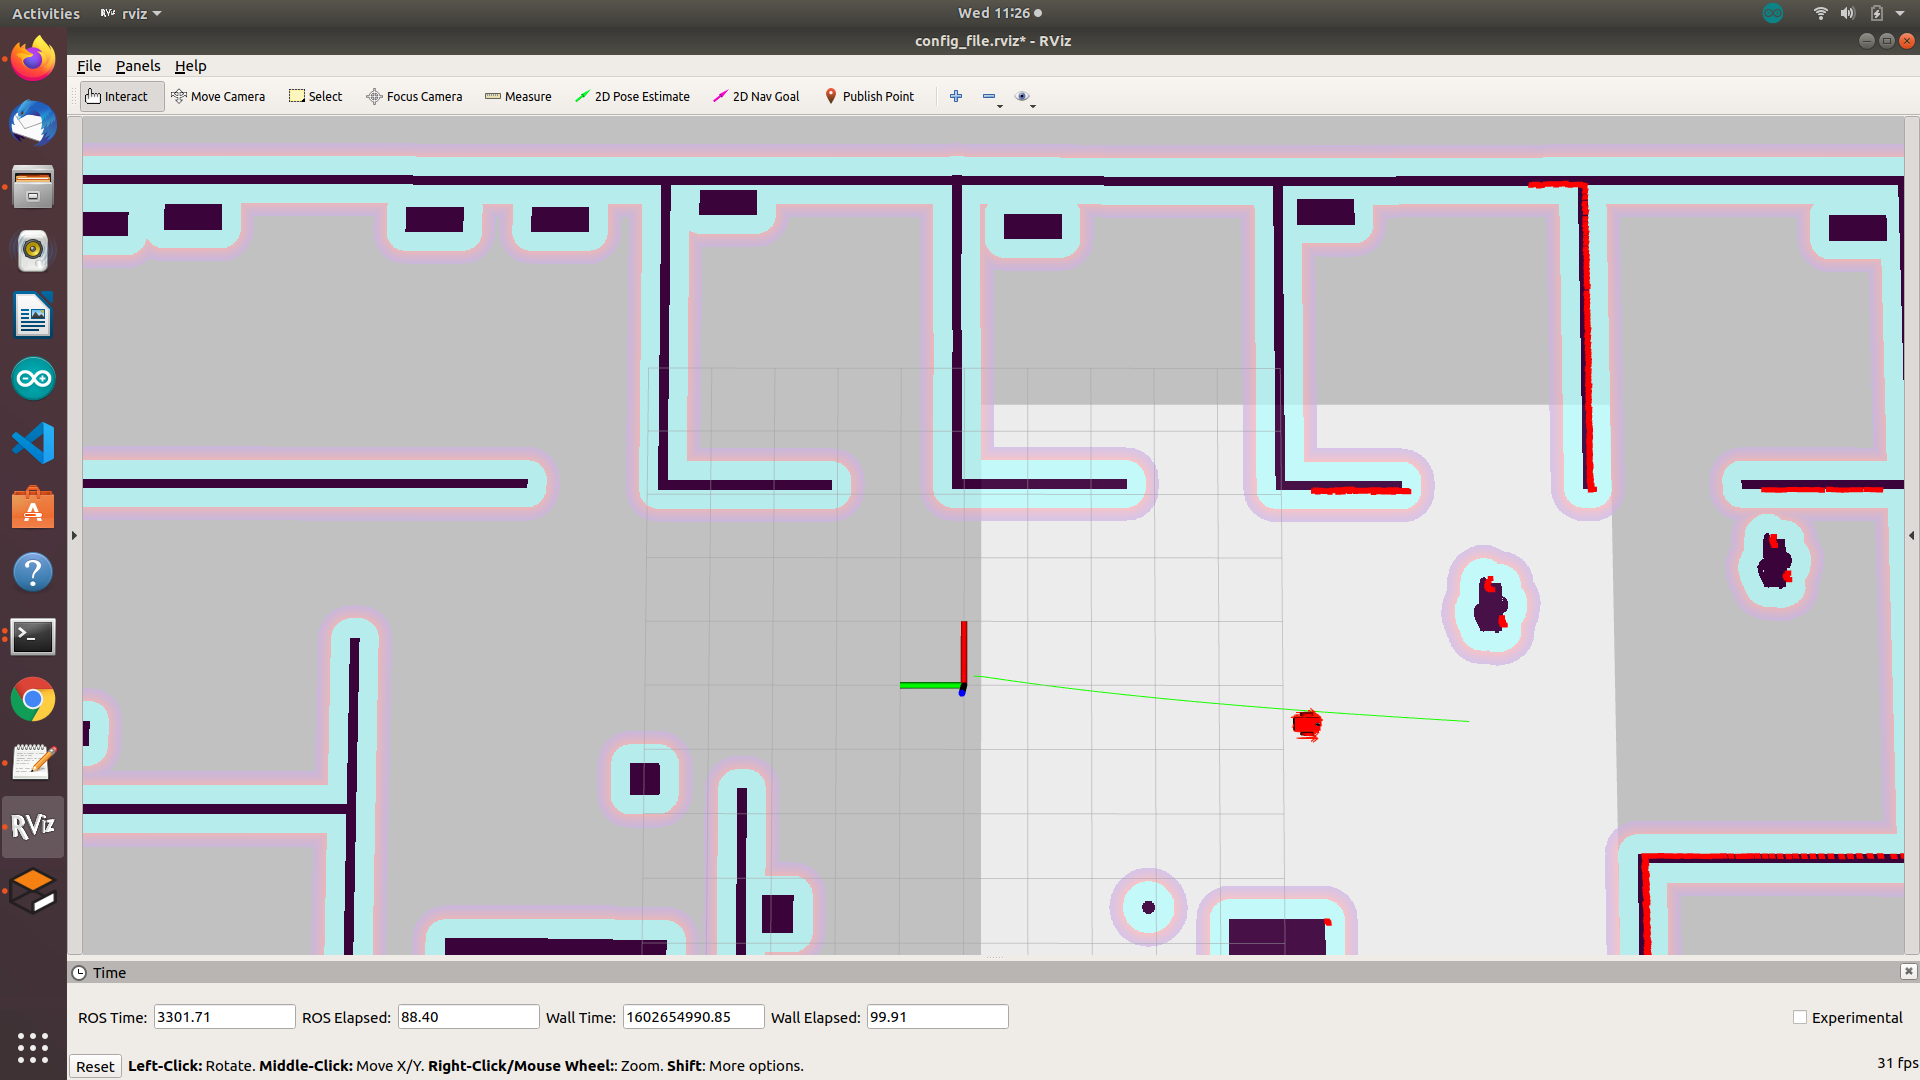 Activities
RViz rviz
Wed 11:26
config_file.rviz* - RViz
File Panels Help
Interact Move Camera Select Focus Camera Measure 2D Pose Estimate 2D Nav Goal Publish Point
RViz
Time
ROS Time: 3301.71 ROS Elapsed: 88.40 Wall Time: 1602654990.85 Wall Elapsed: 99.91 Experimental
Reset Left-Click: Rotate. Middle-Click: Move X/Y. Right-Click/Mouse Wheel:: Zoom. Shift: More options. 31 fps